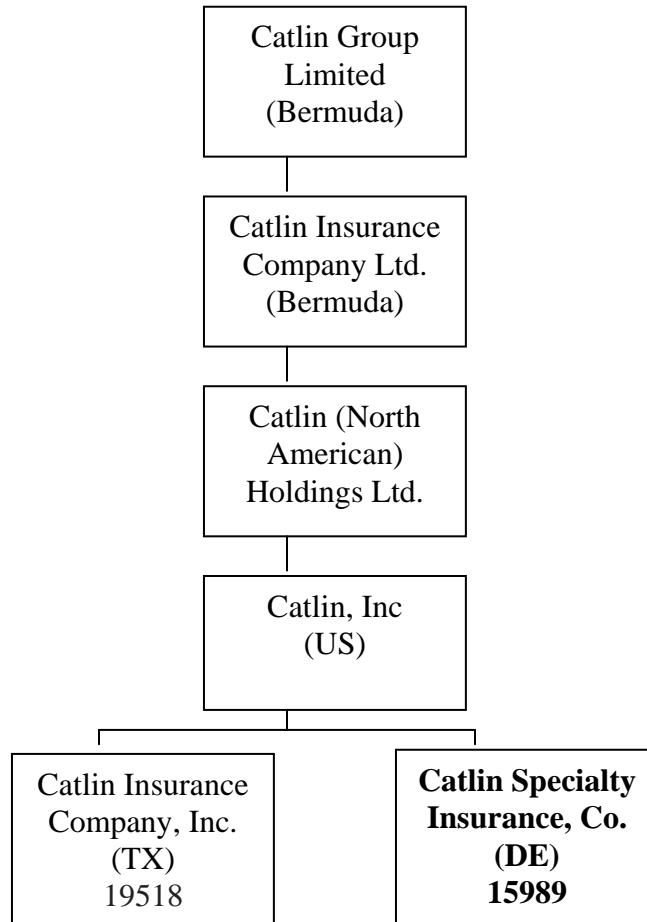 Catlin Group
Limited
(Bermuda)
Catlin Insurance
Company Ltd.
(Bermuda)
Catlin (North
American)
Holdings Ltd.
Catlin, Inc
(US)
Catlin Insurance
Company, Inc.
(TX)
19518
Catlin Specialty
Insurance, Co.
(DE)
15989